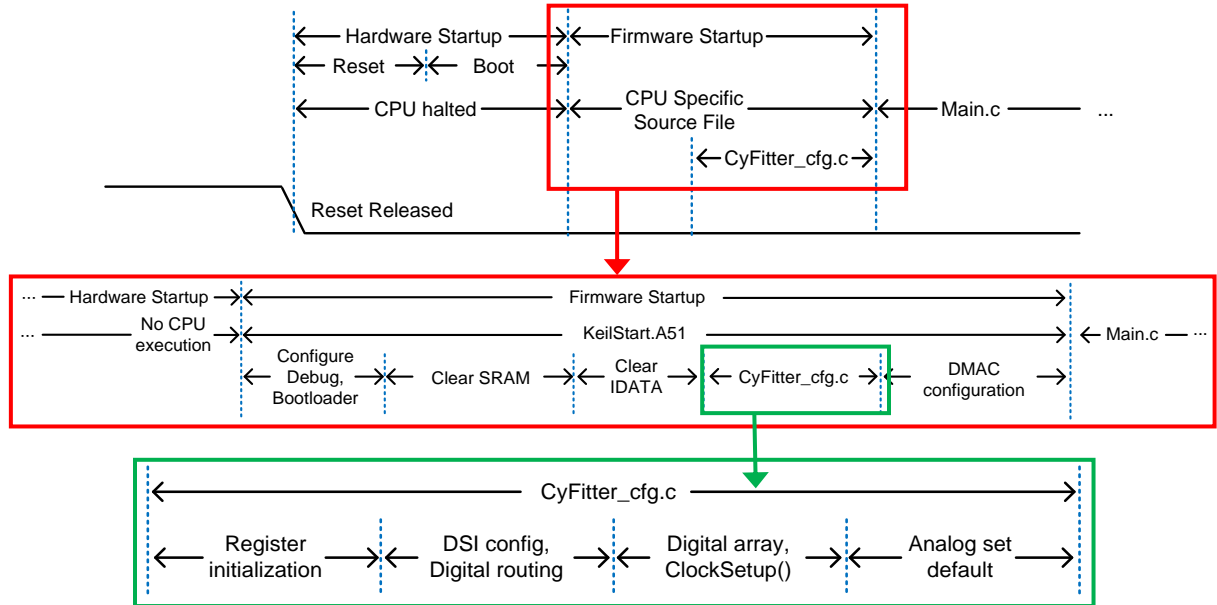 Hardware Startup
Firmware Startup
Reset
Boot
CPU halted
CPU Specific
Source File
Main.c
...
CyFitter_cfg.c
Reset Released
... Hardware Startup
Firmware Startup
... No CPU
execution
KeilStart.A51
Main.c ...
Configure
Debug,
Bootloader
Clear SRAM
Clear
IDATA
CyFitter_cfg.c
DMAC
configuration
CyFitter_cfg.c
Register
initialization
DSI config,
Digital routing
Digital array,
ClockSetup()
Analog set
default